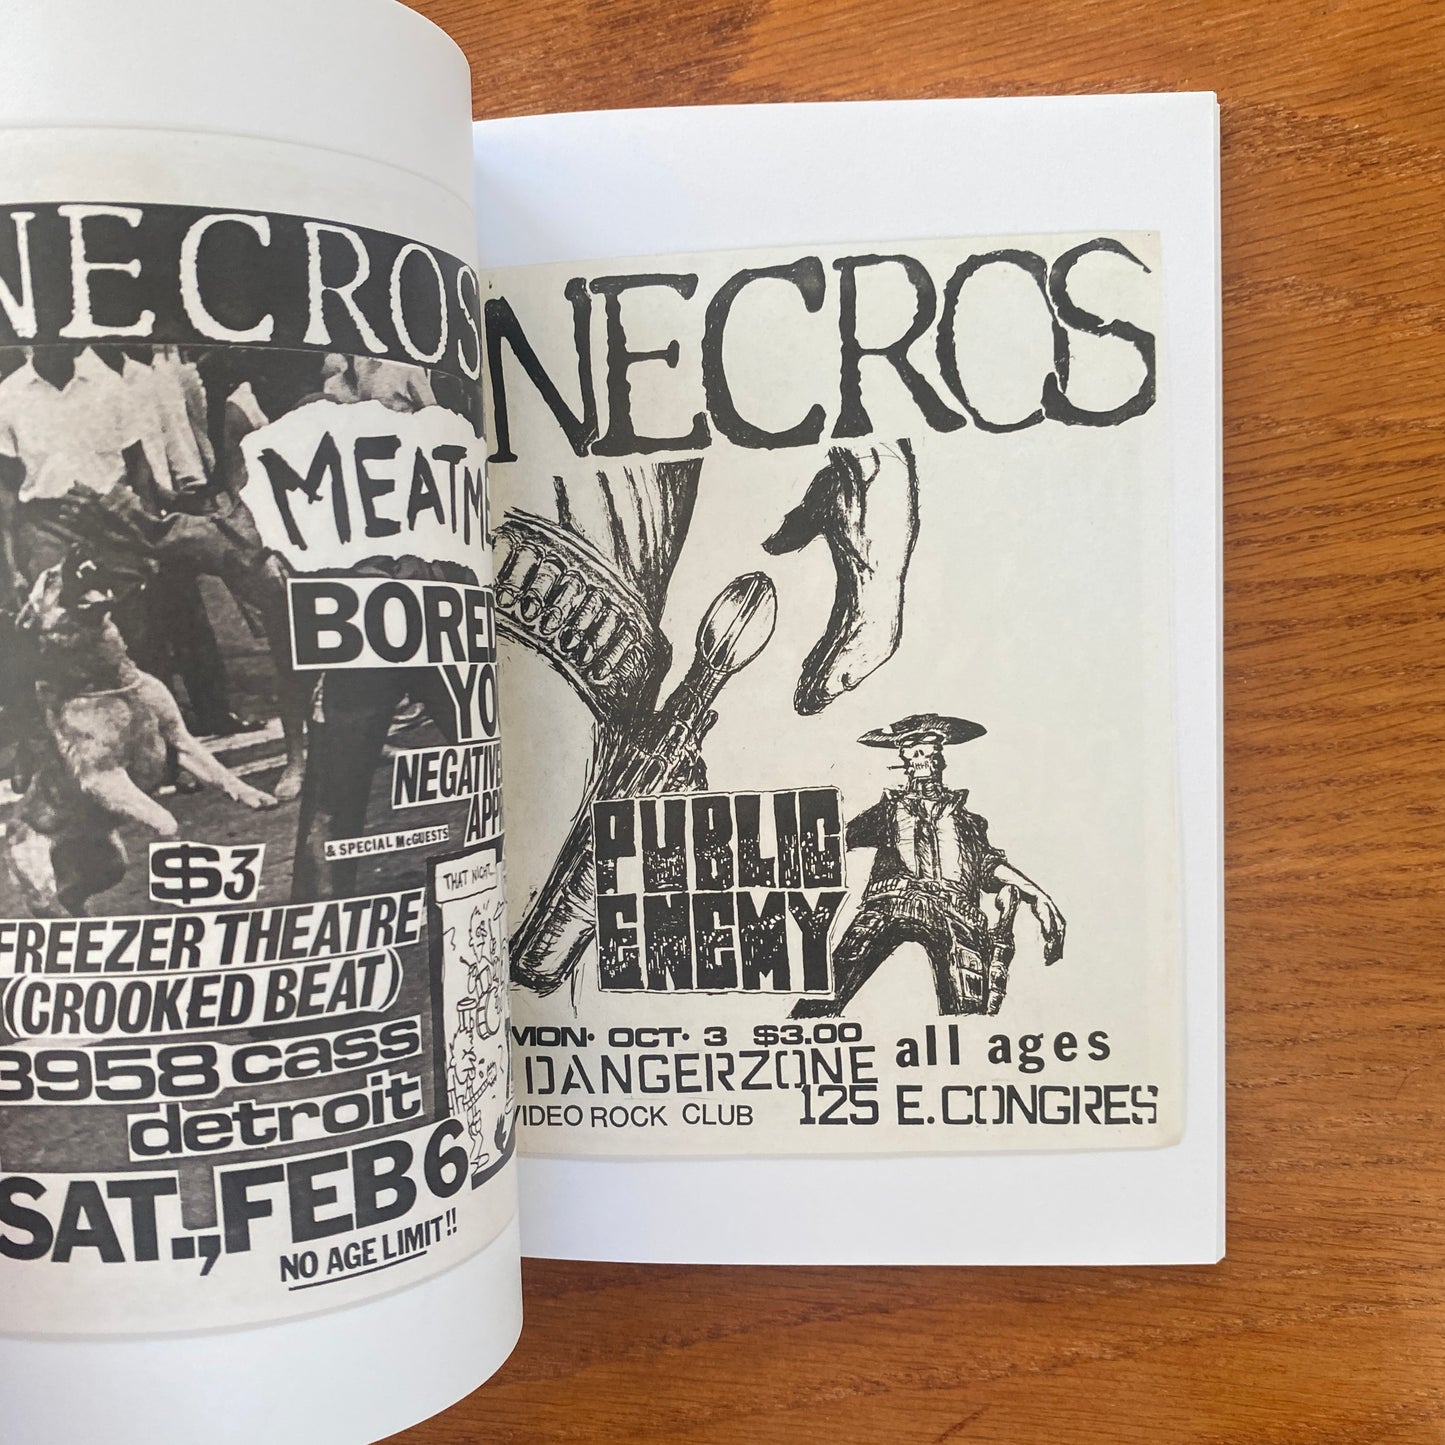 NECROS
MEATM
BORED
YO
NEGATIVE
APP
& SPECIAL McGUESTS
THAT NIGHT...
$3
FREEZER THEATRE
(CROOKED BEAT)
3958 cass
detroit
SAT., FEB 6
NO AGE LIMIT!!
NECROS
PUBLIC
ENEMY
MON· OCT· 3 $3.00
all ages
DANGERZONE
VIDEO ROCK CLUB
125 E. CONGRES